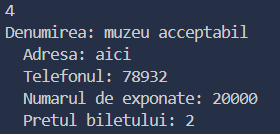 4
Denumirea: muzeu acceptabil
Adresa: aici
Telefonul: 78932
Numarul de exponate: 20000
Pretul biletului: 2